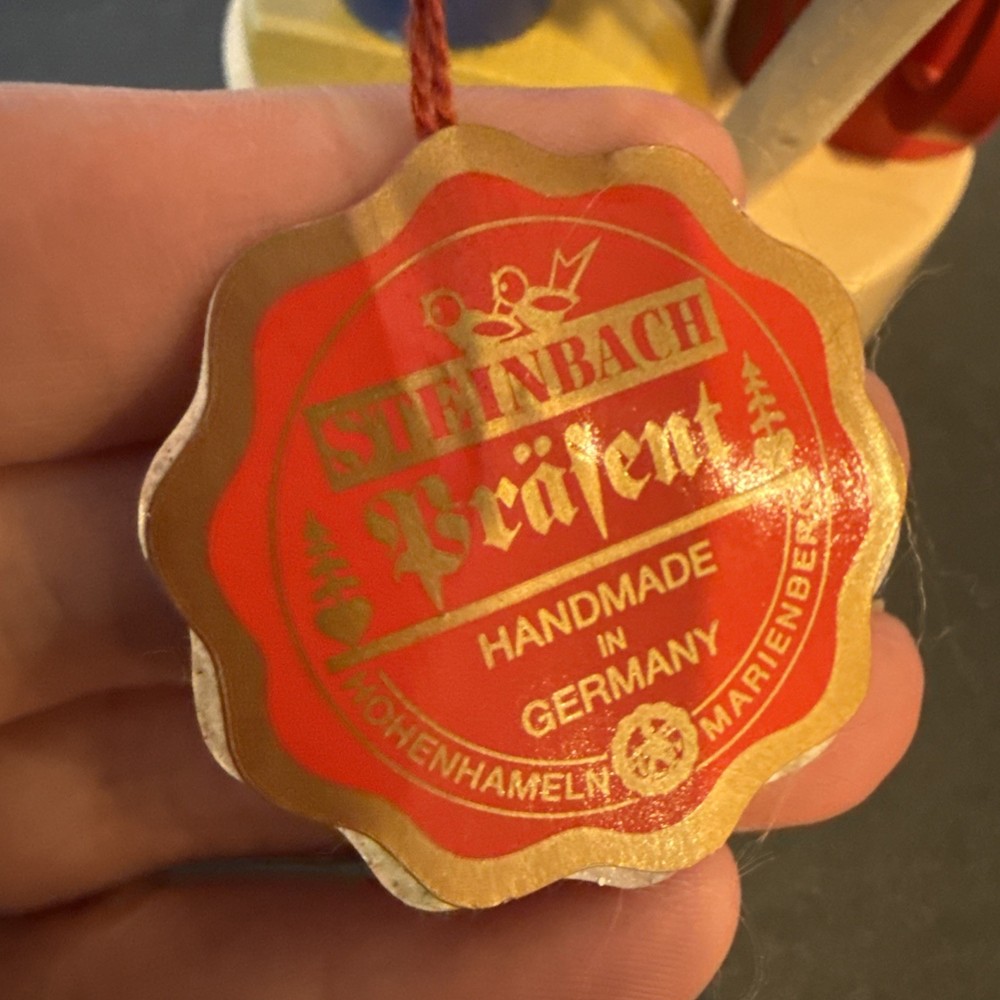 STEINBACH
Präſent
HANDMADE
IN
GERMANY
HOHENHAMELN MARIENBERG